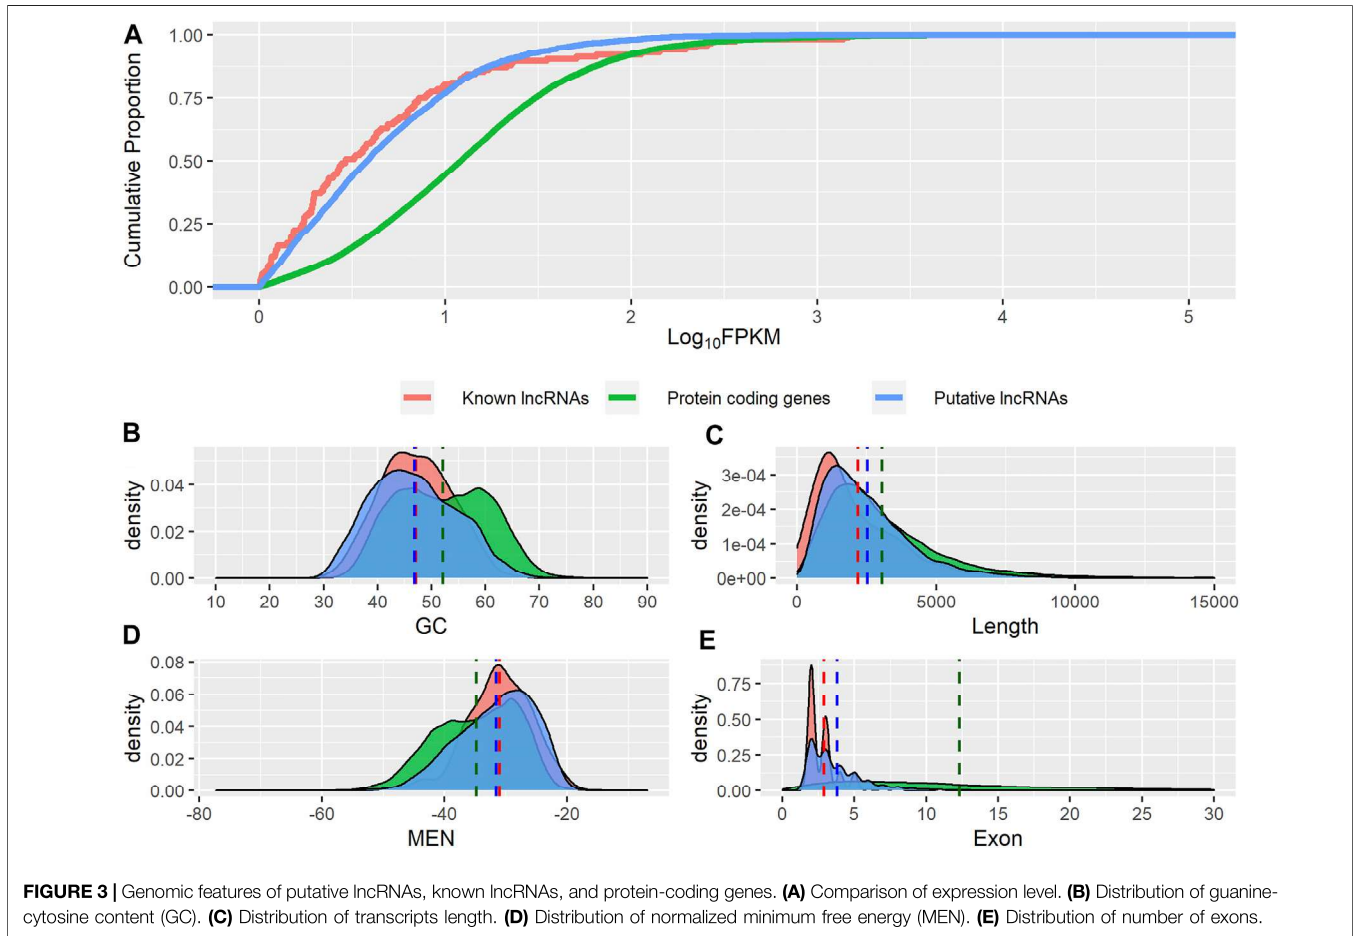 A
Cumulative Proportion
1.00
0.75
0.50
0.25
0.00
0 1 2 3 4 5
Log10FPKM
Known lncRNAs Protein coding genes Putative lncRNAs
B
density
0.04
0.02
0.00
10 20 30 40 50 60 70 80 90
GC
C
density
3e-04
2e-04
1e-04
0e+00
0 5000 10000 15000
Length
D
density
0.08
0.06
0.04
0.02
0.00
-80 -60 -40 -20
MEN
E
density
0.75
0.50
0.25
0.00
0 5 10 15 20 25 30
Exon
FIGURE 3 | Genomic features of putative lncRNAs, known lncRNAs, and protein-coding genes. (A) Comparison of expression level. (B) Distribution of guanine-
cytosine content (GC). (C) Distribution of transcripts length. (D) Distribution of normalized minimum free energy (MEN). (E) Distribution of number of exons.